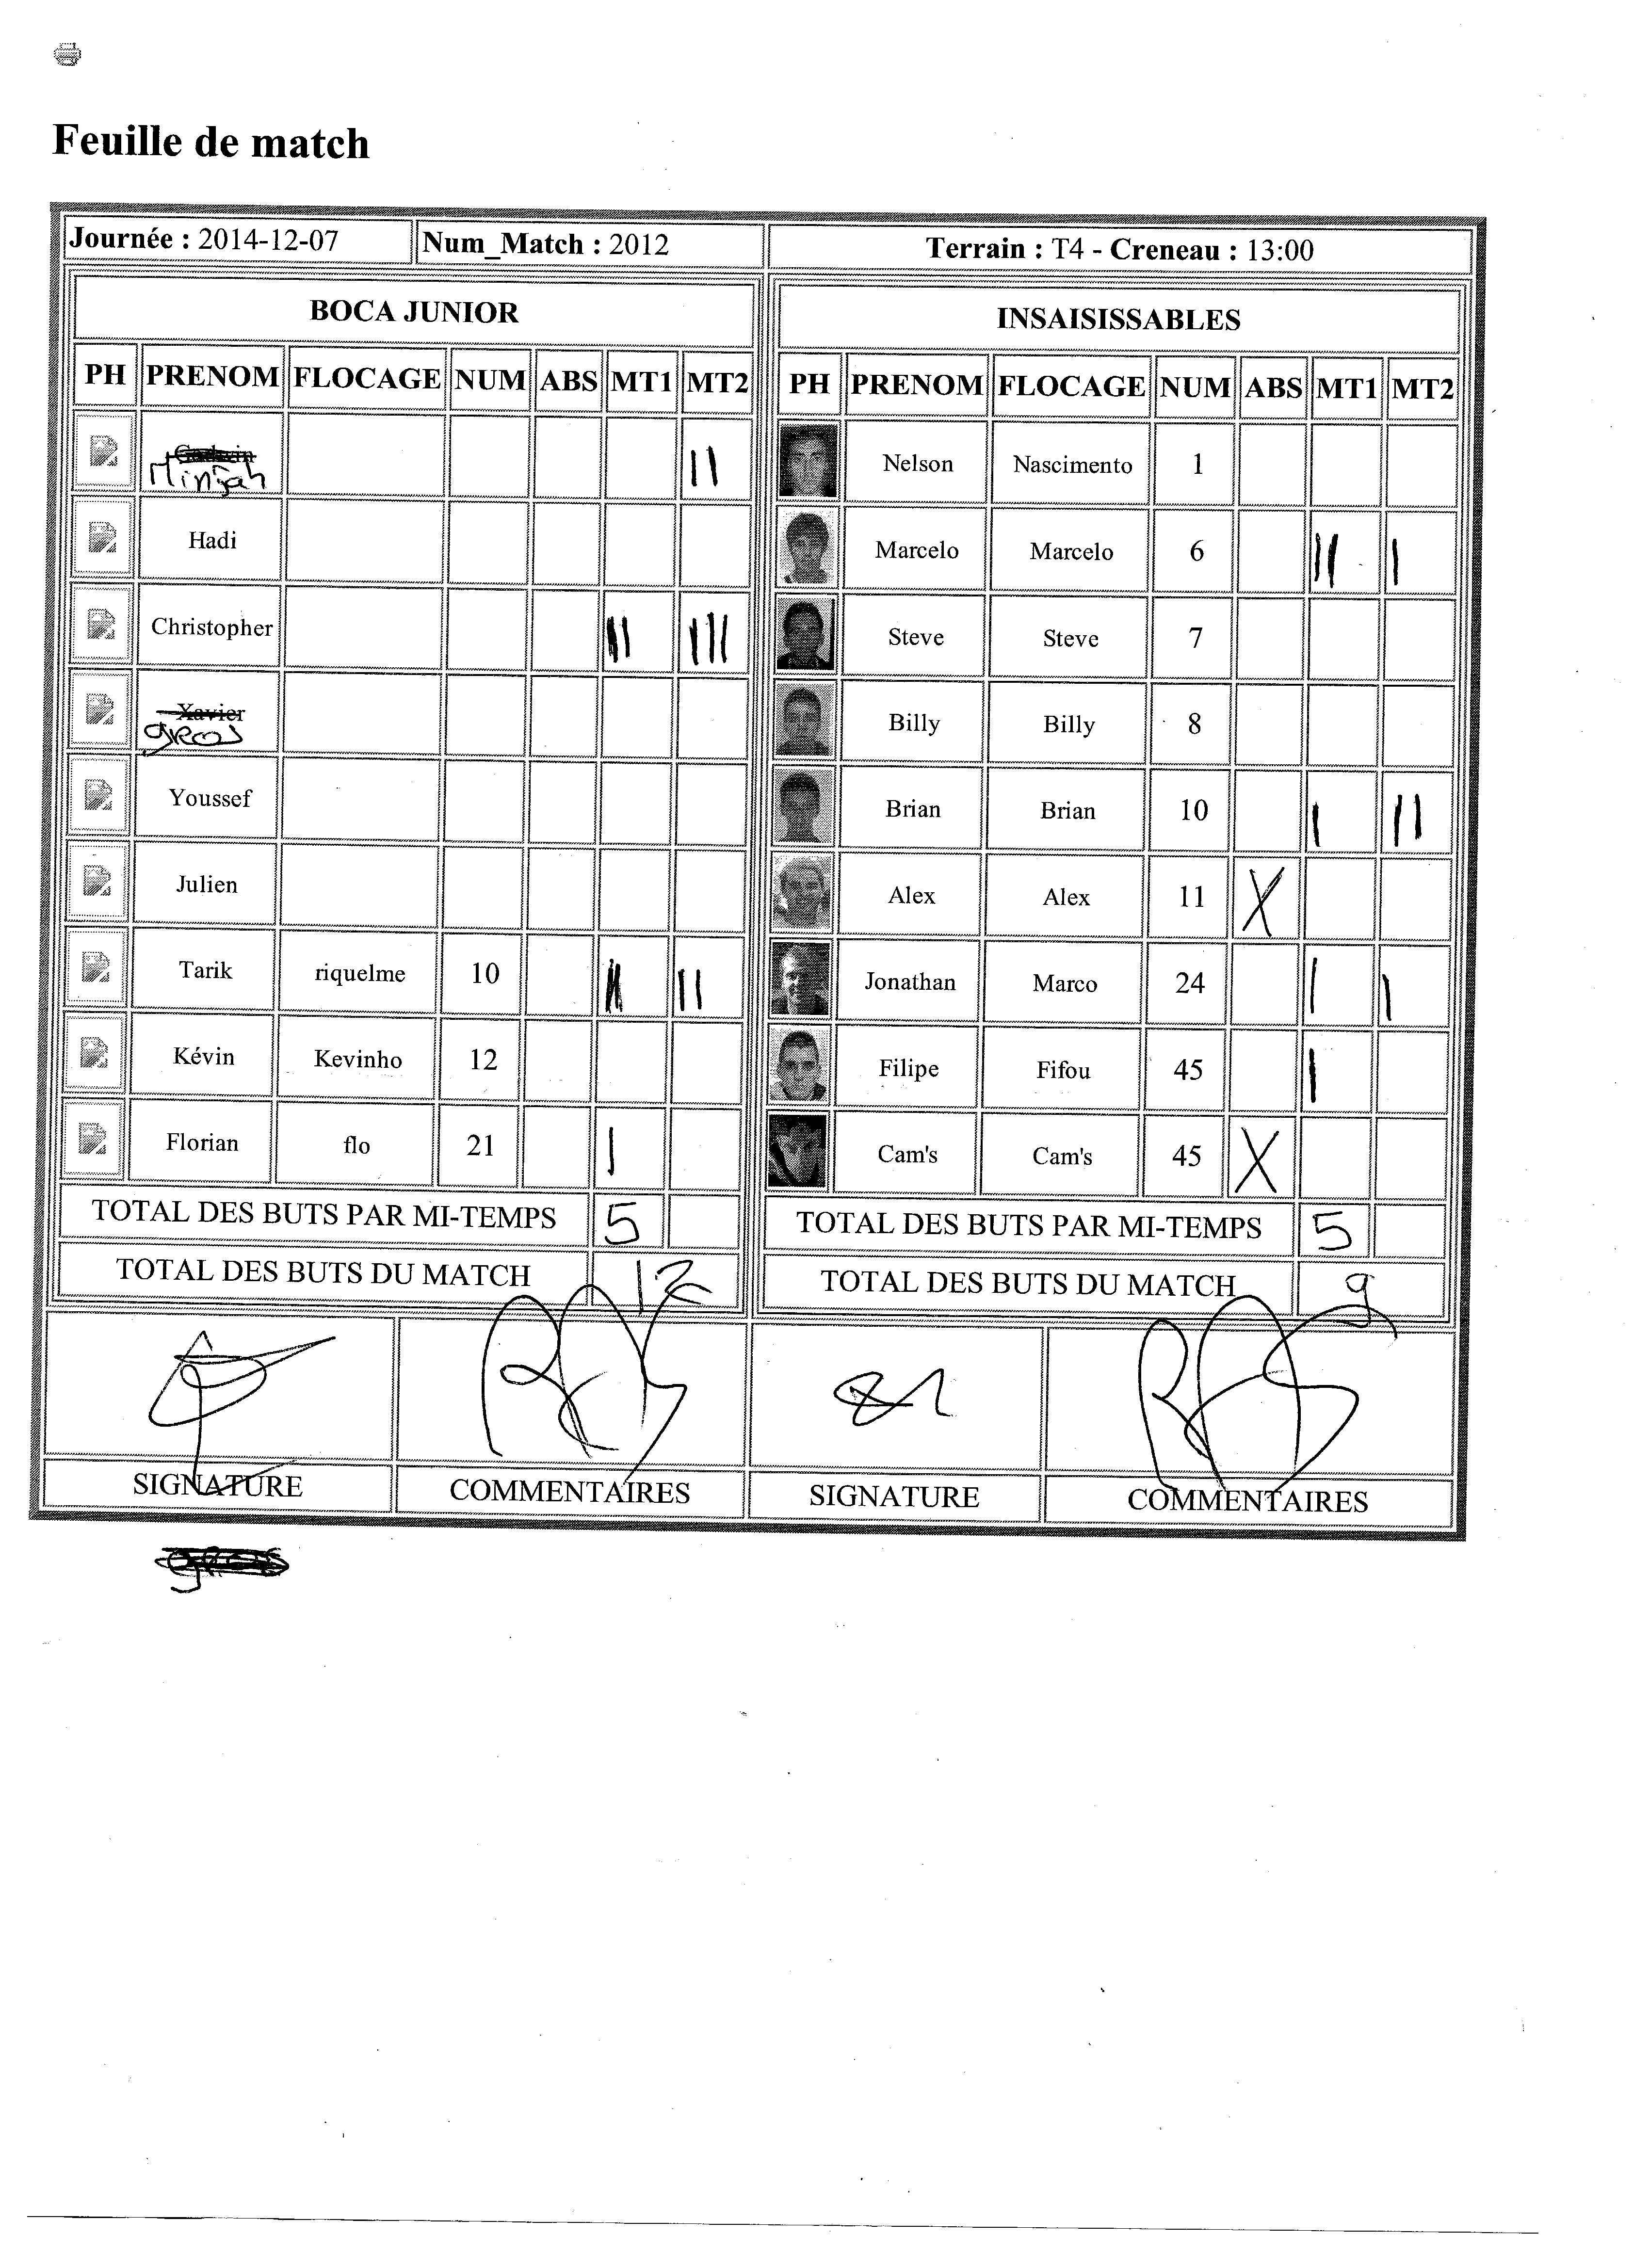 Feuille de match
Journée : 2014-12-07 Num_Match : 2012 Terrain : T4 - Creneau : 13:00
BOCA JUNIOR
PH PRENOM FLOCAGE NUM ABS MT1 MT2
II
Hadi
Christopher II III
Xavier
gros
Youssef
Julien
Tarik riquelme 10 II II
Kévin Kevinho 12
Florian flo 21 I
TOTAL DES BUTS PAR MI-TEMPS 5
TOTAL DES BUTS DU MATCH 12
SIGNATURE COMMENTAIRES
INSAISISSABLES
PH PRENOM FLOCAGE NUM ABS MT1 MT2
Nelson Nascimento 1
Marcelo Marcelo 6 II I
Steve Steve 7
Billy Billy 8
Brian Brian 10 I II
Alex Alex 11 X
Jonathan Marco 24 I I
Filipe Fifou 45 I
Cam's Cam's 45 X
TOTAL DES BUTS PAR MI-TEMPS 5
TOTAL DES BUTS DU MATCH 9
SIGNATURE COMMENTAIRES
gros